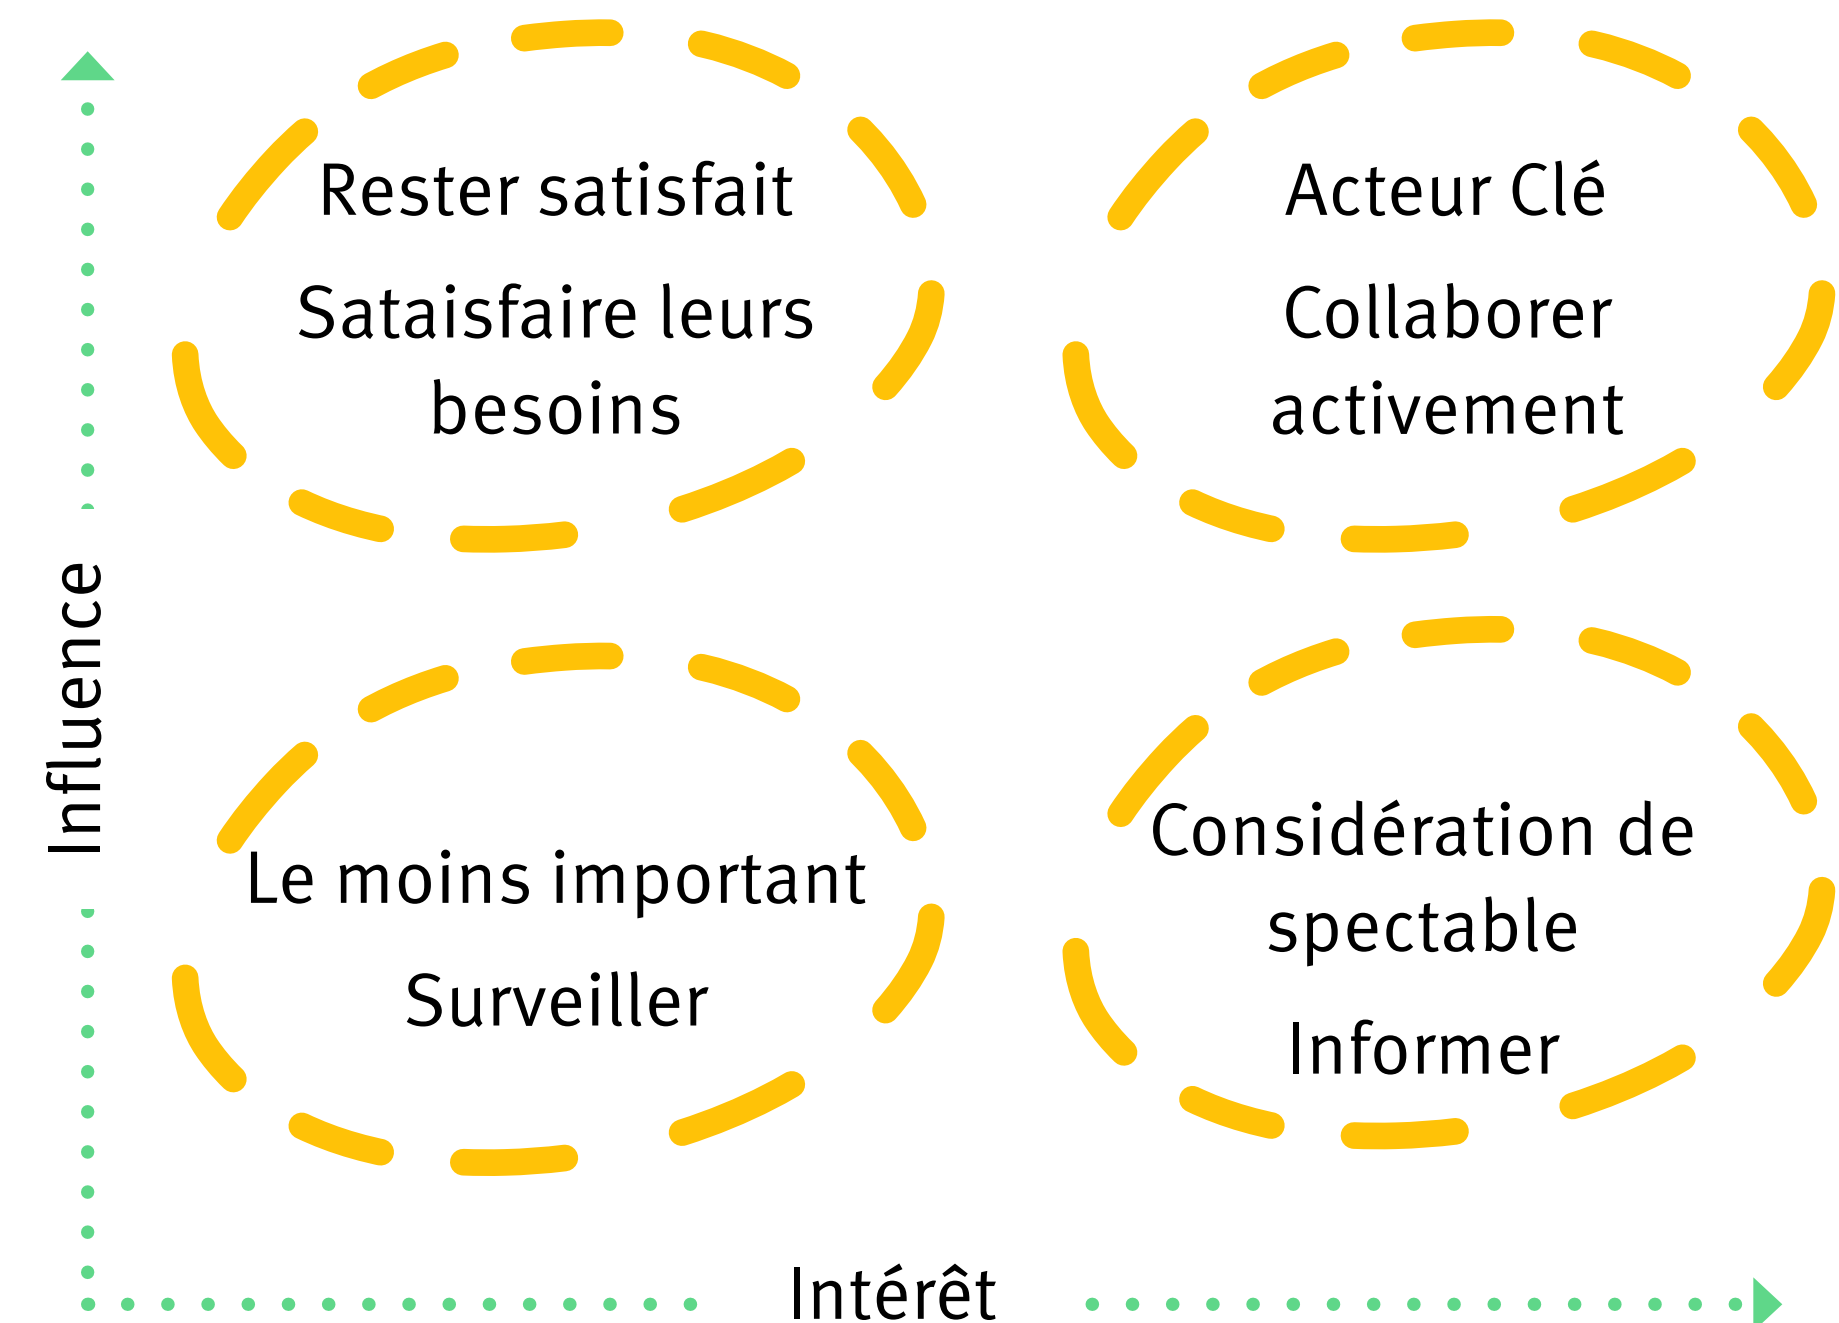 Rester satisfait
Sataisfaire leurs
besoins
Acteur Clé
Collaborer
activement
Influence
Le moins important
Surveiller
Considération de
spectable
Informer
Intérêt